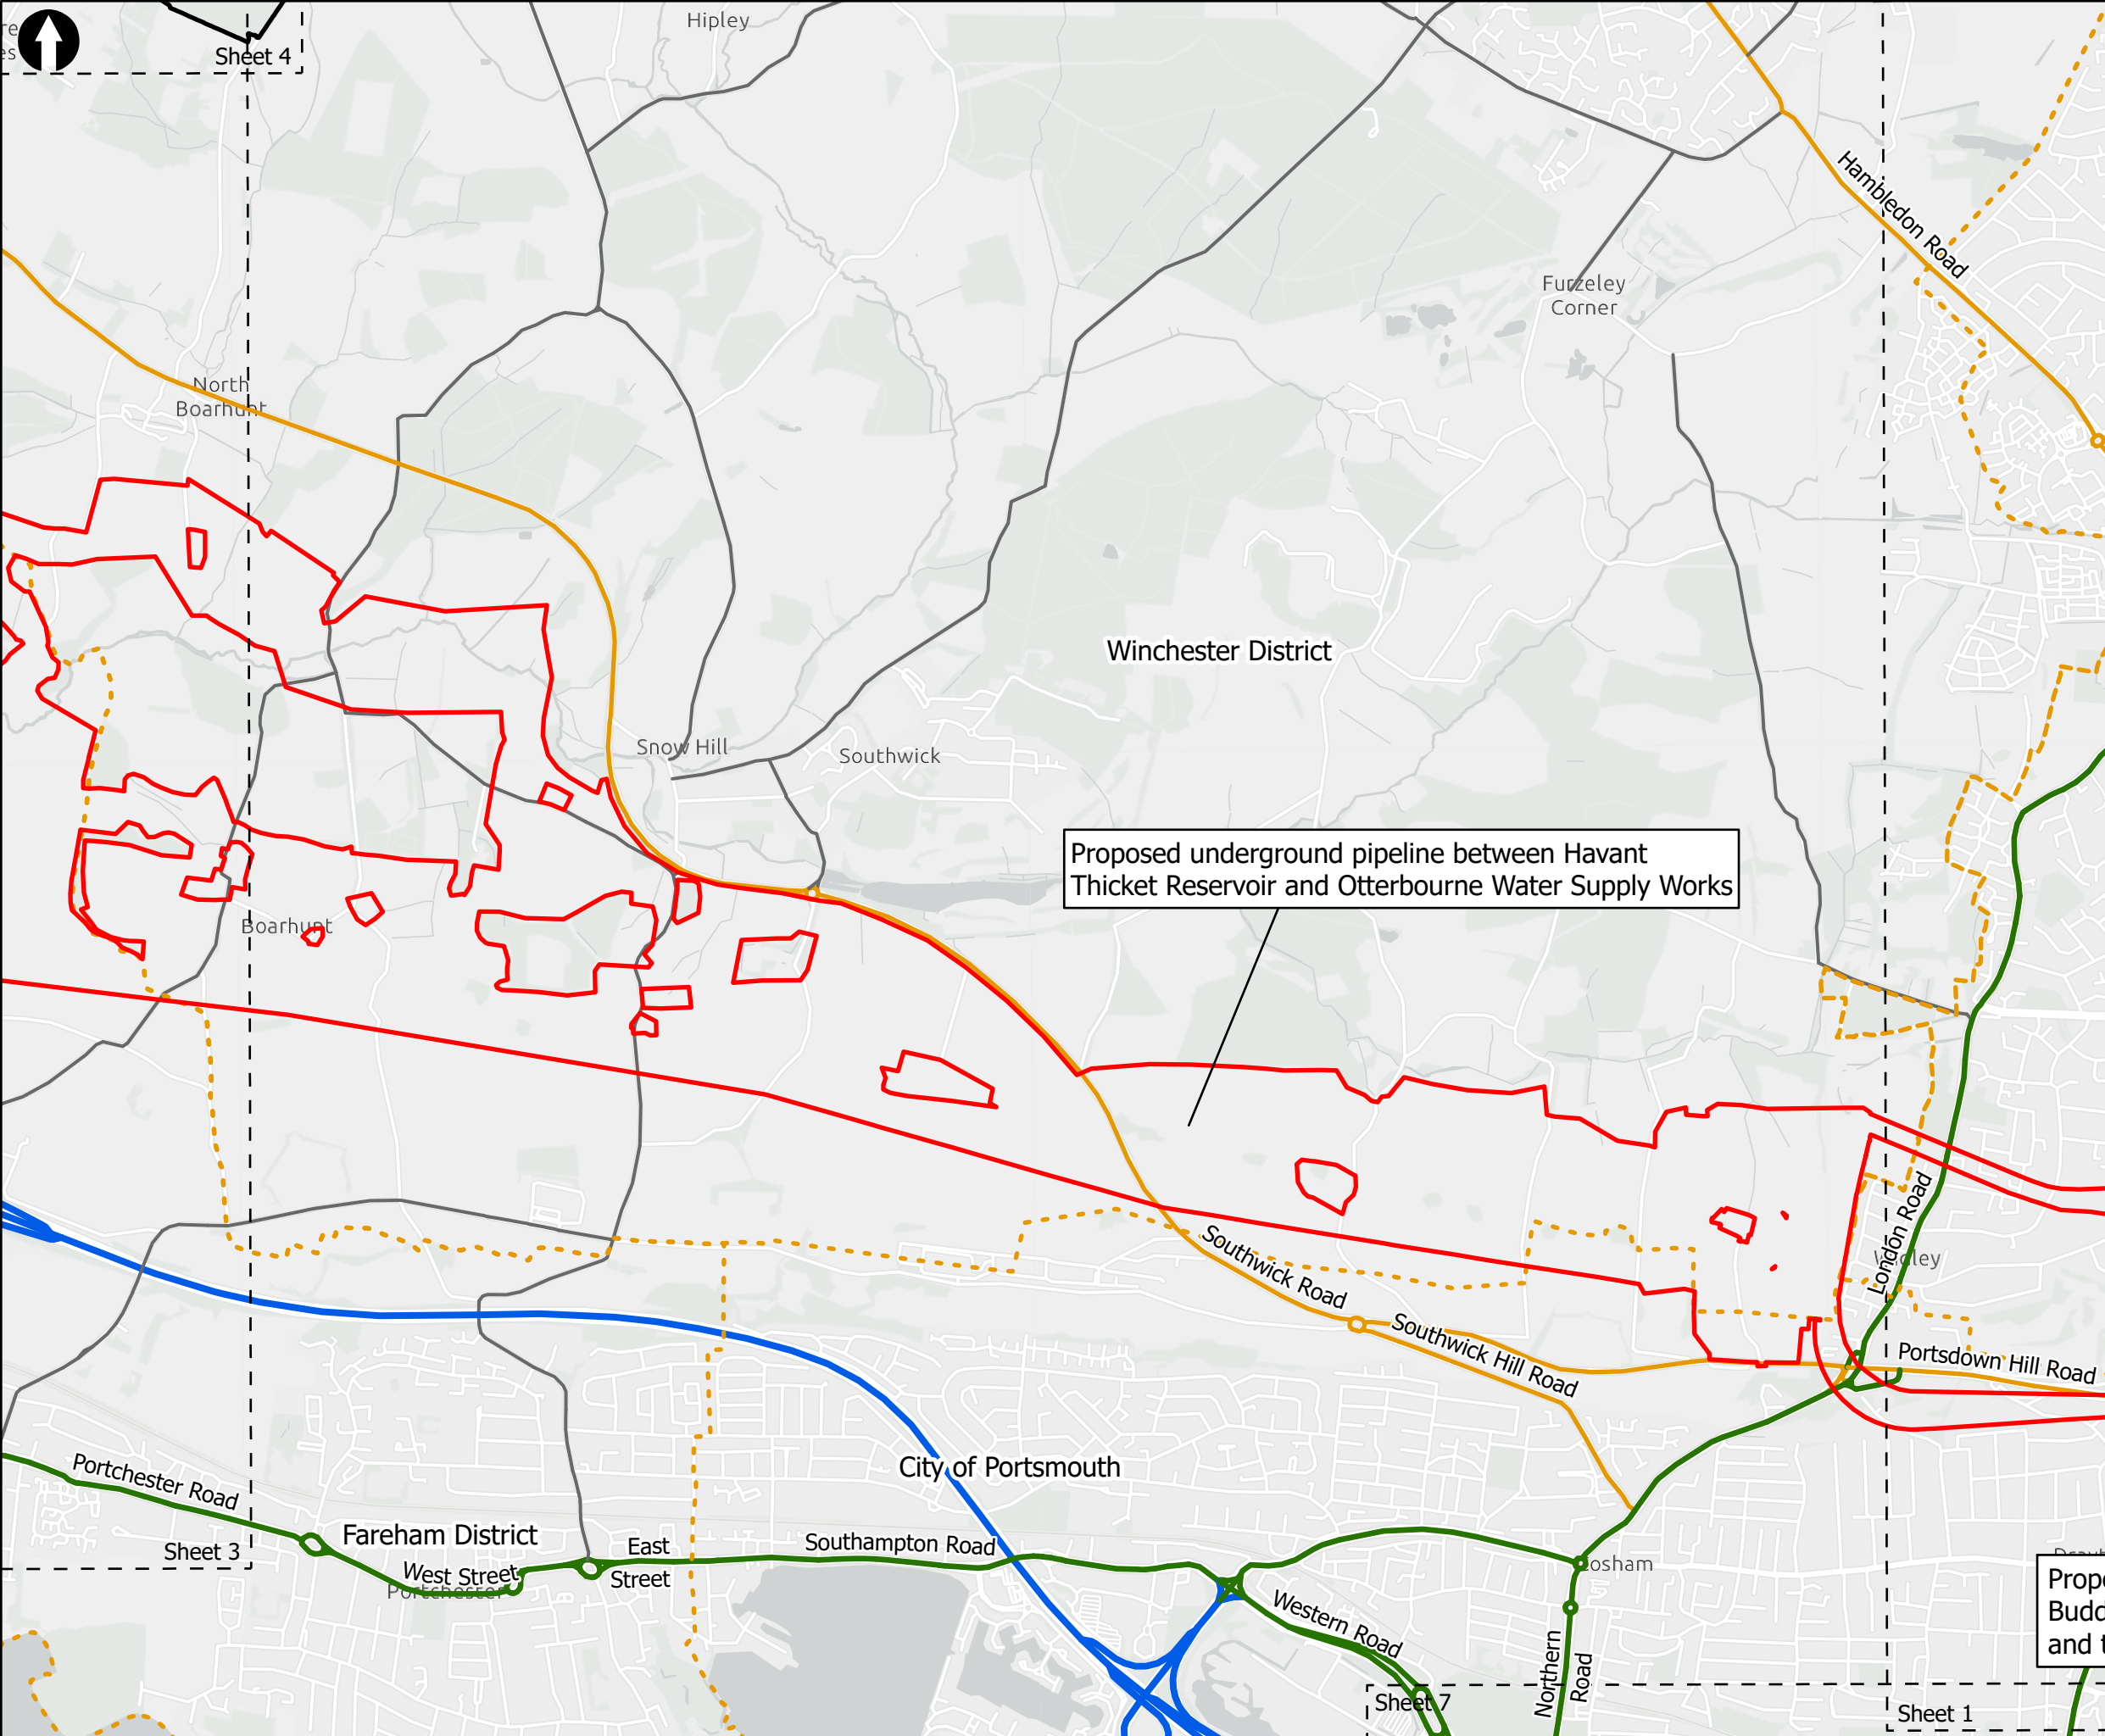 Hipley
Sheet 4
Hambledon Road
Furzeley
Corner
North
Boarhunt
Winchester District
Snow Hill
Southwick
Proposed underground pipeline between Havant
Thicket Reservoir and Otterbourne Water Supply Works
Boarhunt
London Road
Southwick Road
Southwick Hill Road
Portsdown Hill Road
City of Portsmouth
Portchester Road
Fareham District
Sheet 3
West Street
East
Street
Southampton Road
Portchester
Cosham
Western Road
Northern
Road
Sheet 7
Sheet 1
and t